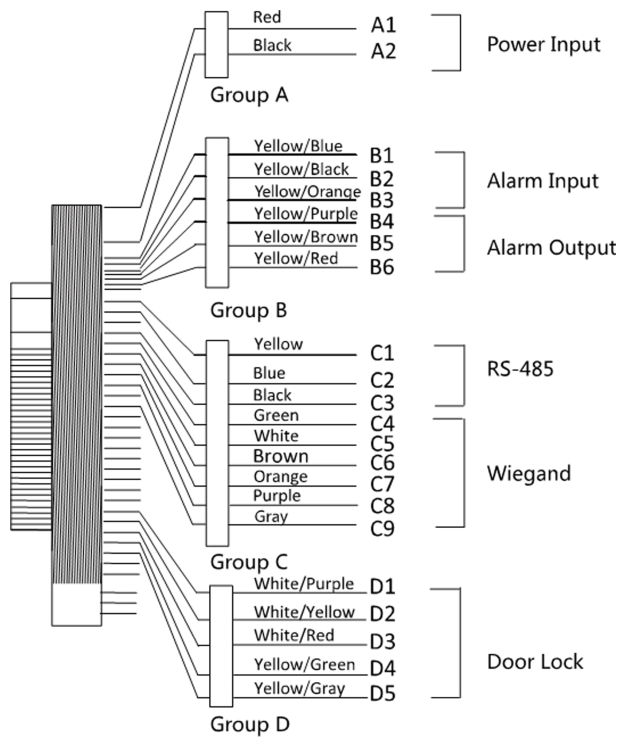 Red A1
Black A2
Power Input
Group A
Yellow/Blue B1
Yellow/Black B2
Alarm Input
Yellow/Orange B3
Yellow/Purple B4
Yellow/Brown B5
Alarm Output
Yellow/Red B6
Group B
Yellow C1
RS-485
Blue C2
Black C3
Green C4
White C5
Brown C6
Wiegand
Orange C7
Purple C8
Gray C9
Group C
White/Purple D1
White/Yellow D2
White/Red D3
Door Lock
Yellow/Green D4
Yellow/Gray D5
Group D